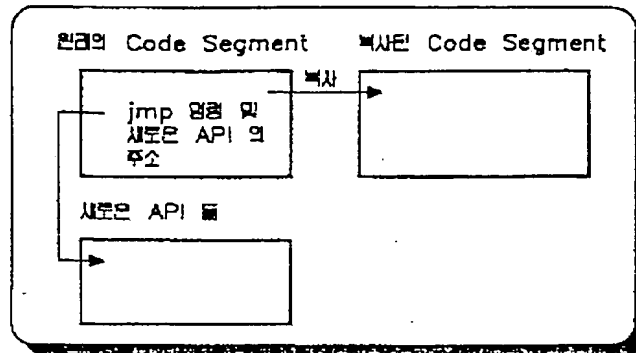 원래의 Code Segment
복사된 Code Segment
복사
jmp 명령 및
새로운 API 의
주소
새로운 API 들